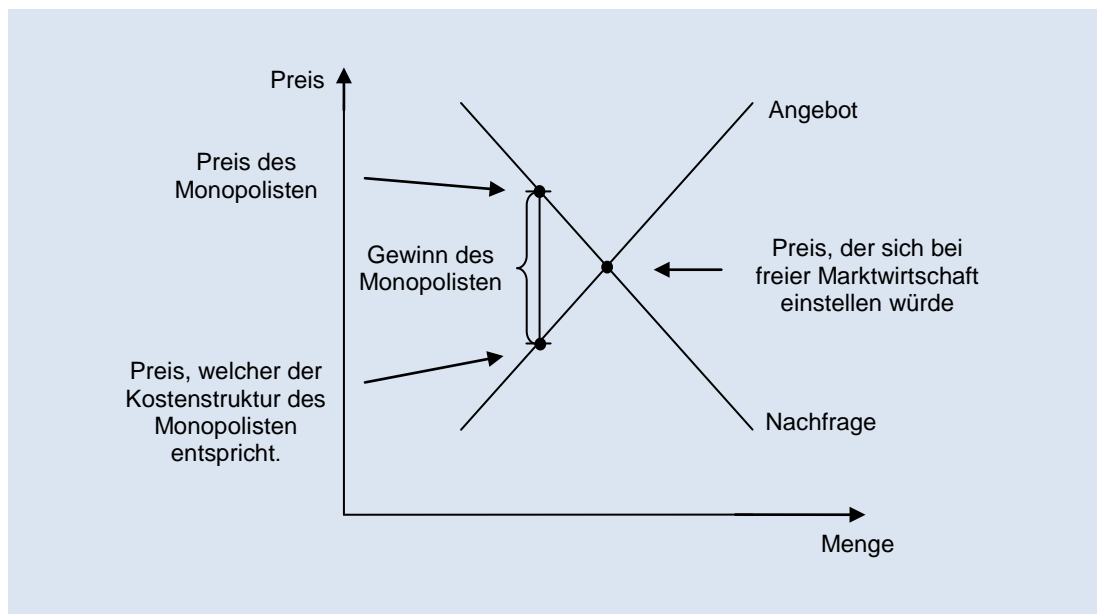 Preis
Angebot
Preis des
Monopolisten
Gewinn des
Monopolisten
Preis, der sich bei
freier Marktwirtschaft
einstellen würde
Preis, welcher der
Kostenstruktur des
Monopolisten
entspricht.
Nachfrage
Menge